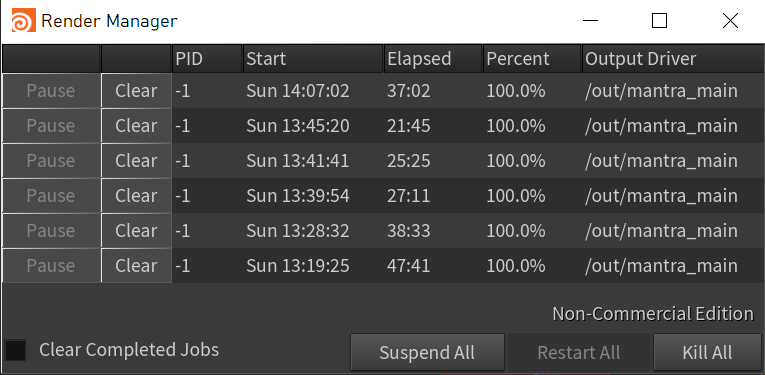 Render Manager
PID Start Elapsed Percent Output Driver
Pause Clear -1 Sun 14:07:02 37:02 100.0% /out/mantra_main
Pause Clear -1 Sun 13:45:20 21:45 100.0% /out/mantra_main
Pause Clear -1 Sun 13:41:41 25:25 100.0% /out/mantra_main
Pause Clear -1 Sun 13:39:54 27:11 100.0% /out/mantra_main
Pause Clear -1 Sun 13:28:32 38:33 100.0% /out/mantra_main
Pause Clear -1 Sun 13:19:25 47:41 100.0% /out/mantra_main
Non-Commercial Edition
Clear Completed Jobs Suspend All Restart All Kill All